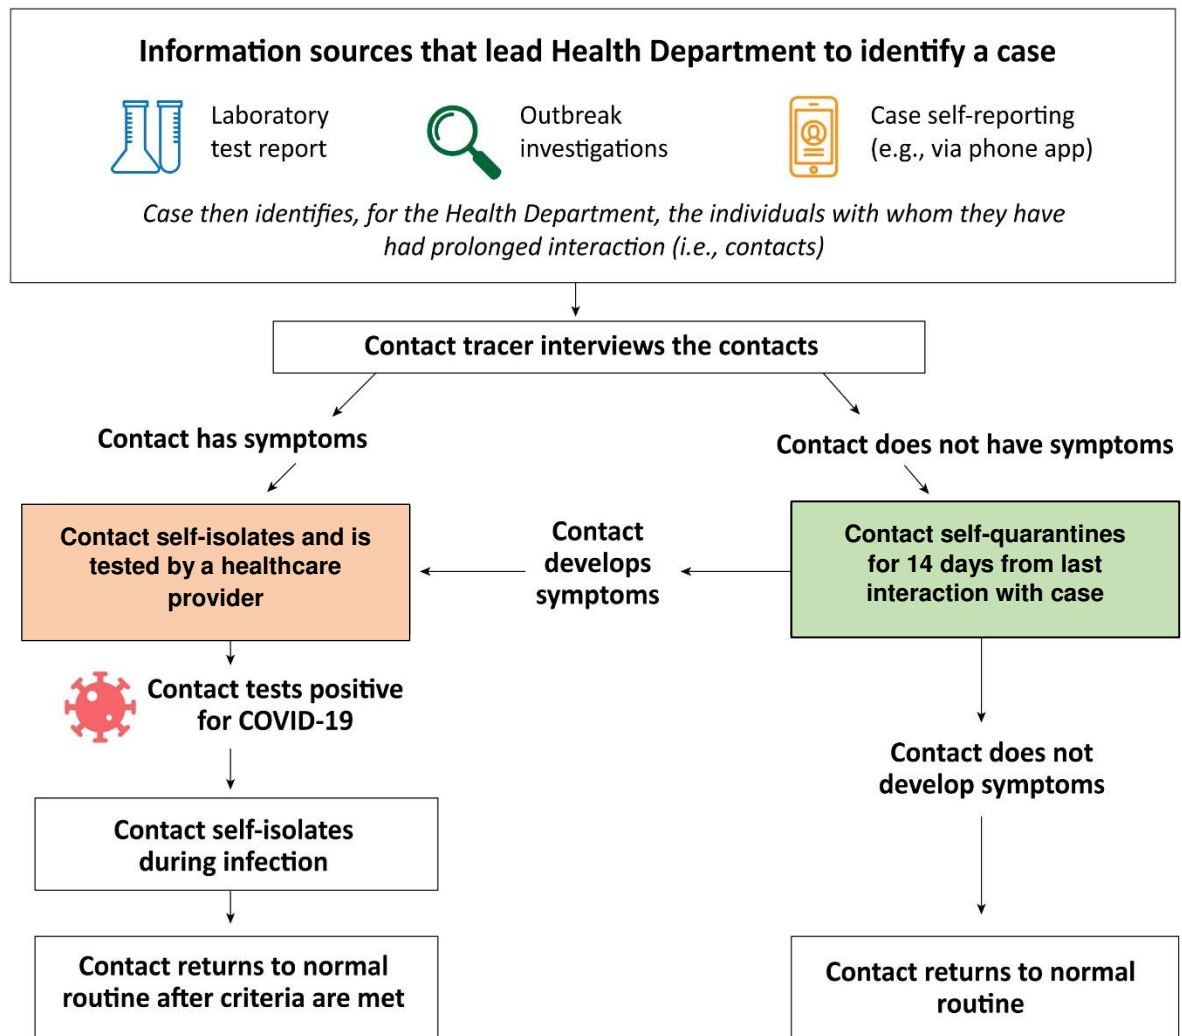 Information sources that lead Health Department to identify a case
Laboratory
test report
Outbreak
investigations
Case self-reporting
(e.g., via phone app)
Case then identifies, for the Health Department, the individuals with whom they have
had prolonged interaction (i.e., contacts)
Contact tracer interviews the contacts
Contact has symptoms
Contact does not have symptoms
Contact self-isolates and is
tested by a healthcare
provider
Contact
develops
symptoms
Contact self-quarantines
for 14 days from last
interaction with case
Contact tests positive
for COVID-19
Contact does not
develop symptoms
Contact self-isolates
during infection
Contact returns to normal
routine after criteria are met
Contact returns to normal
routine